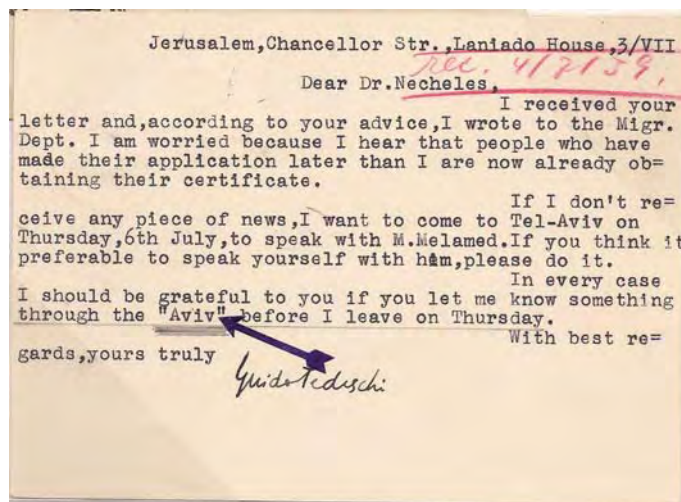 Jerusalem,Chancellor Str.,Laniado House,3/VII
rec. 4/7/39.
Dear Dr.Necheles,
I received your
letter and,according to your advice,I wrote to the Migr.
Dept. I am worried because I hear that people who have
made their application later than I are now already ob=
taining their certificate.
If I don't re=
ceive any piece of news,I want to come to Tel-Aviv on
Thursday,6th July,to speak with M.Melamed.If you think it
preferable to speak yourself with him,please do it.
In every case
I should be grateful to you if you let me know something
through the "Aviv" before I leave on Thursday.
With best re=
gards,yours truly
Guido Tedeschi